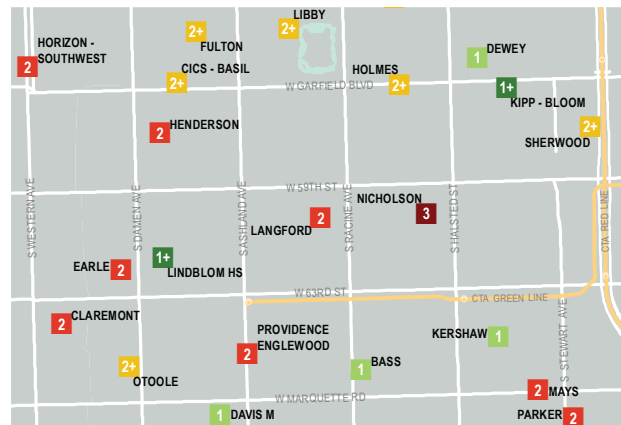 LIBBY
2+
2+
FULTON
HORIZON -
SOUTHWEST
2
CICS - BASIL
2+
HOLMES
2+
1
DEWEY
W GARFIELD BLVD
1+
KIPP - BLOOM
2+
SHERWOOD
2
HENDERSON
W 59TH ST
NICHOLSON
3
LANGFORD
2
S WESTERN AVE
S DAMEN AVE
S ASHLAND AVE
S RACINE AVE
S HALSTED ST
CTA RED LINE
EARLE
2
1+
LINDBLOM HS
W 63RD ST
CTA GREEN LINE
2
CLAREMONT
PROVIDENCE
ENGLEWOOD
2
KERSHAW
1
S STEWART AVE
2+
OTOOLE
1
BASS
W MARQUETTE RD
2
MAYS
1
DAVIS M
PARKER
2